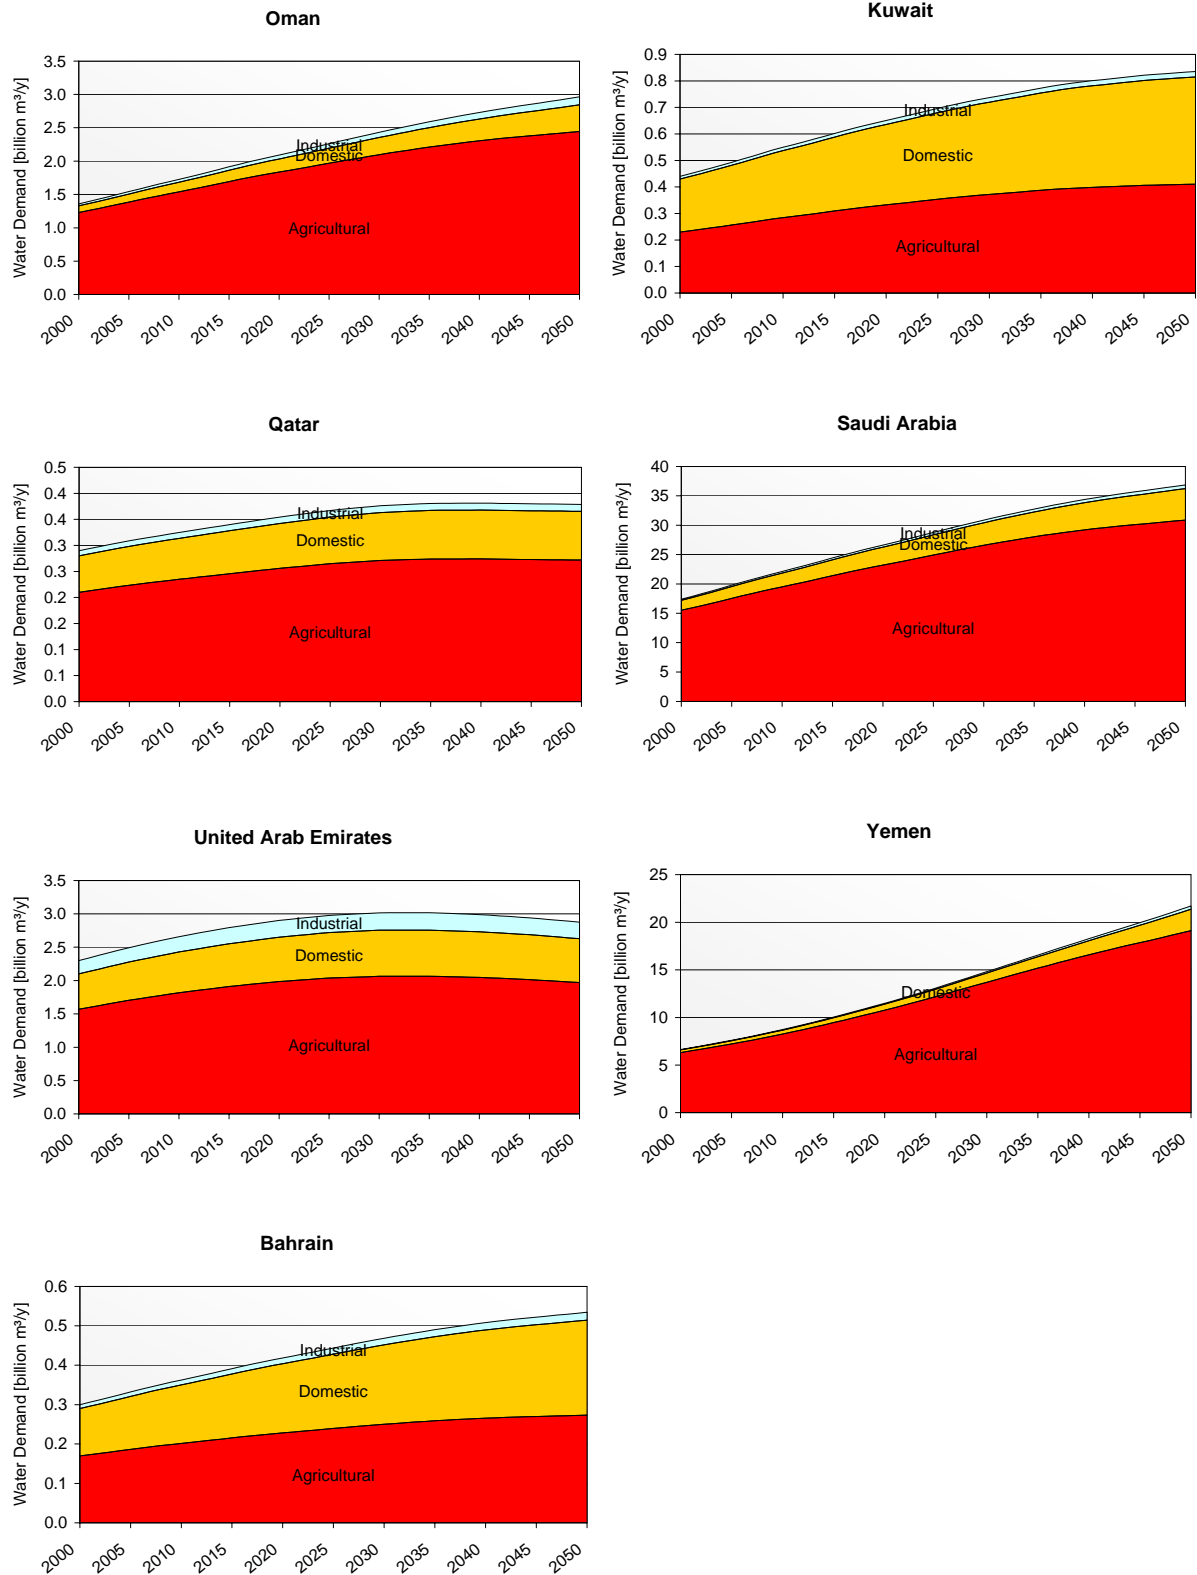 Oman
Water Demand [billion m³/y]
3.5
3.0
2.5
2.0
1.5
1.0
0.5
0.0
Industrial
Domestic
Agricultural
2000 2005 2010 2015 2020 2025 2030 2035 2040 2045 2050
Kuwait
Water Demand [billion m³/y]
0.9
0.8
0.7
0.6
0.5
0.4
0.3
0.2
0.1
0.0
Industrial
Domestic
Agricultural
2000 2005 2010 2015 2020 2025 2030 2035 2040 2045 2050
Qatar
Water Demand [billion m³/y]
0.5
0.4
0.4
0.3
0.3
0.2
0.2
0.1
0.1
0.0
Industrial
Domestic
Agricultural
2000 2005 2010 2015 2020 2025 2030 2035 2040 2045 2050
Saudi Arabia
Water Demand [billion m³/y]
40
35
30
25
20
15
10
5
0
Industrial
Domestic
Agricultural
2000 2005 2010 2015 2020 2025 2030 2035 2040 2045 2050
United Arab Emirates
Water Demand [billion m³/y]
3.5
3.0
2.5
2.0
1.5
1.0
0.5
0.0
Industrial
Domestic
Agricultural
2000 2005 2010 2015 2020 2025 2030 2035 2040 2045 2050
Yemen
Water Demand [billion m³/y]
25
20
15
10
5
0
Domestic
Agricultural
2000 2005 2010 2015 2020 2025 2030 2035 2040 2045 2050
Bahrain
Water Demand [billion m³/y]
0.6
0.5
0.4
0.3
0.2
0.1
0.0
Industrial
Domestic
Agricultural
2000 2005 2010 2015 2020 2025 2030 2035 2040 2045 2050